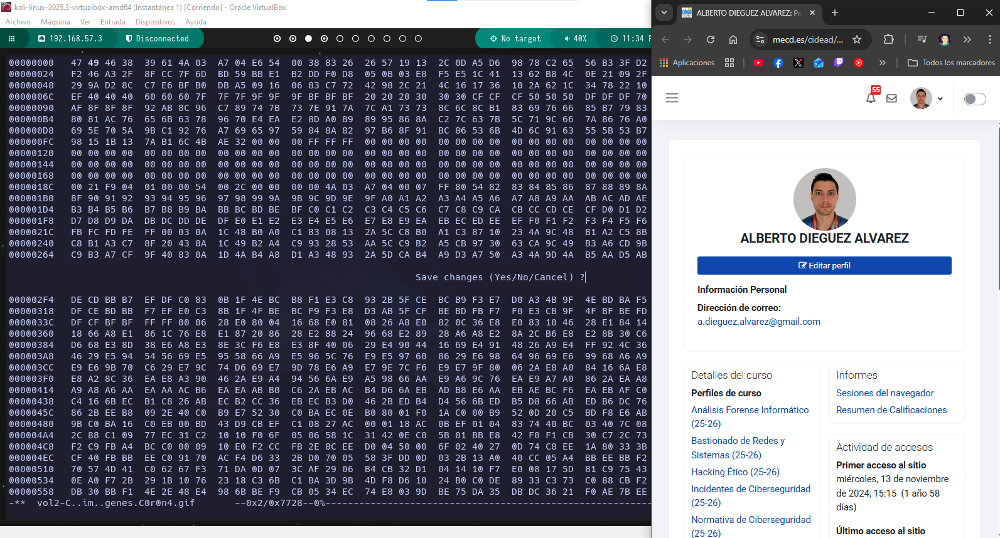 kali-linux-2025.3-virtualbox-amd64 (Instantánea 1) [Corriendo] - Oracle VirtualBox
Archivo Máquina Ver Entrada Dispositivos Ayuda
192.168.57.3 Disconnected No target 40% 11:34 P
00000000 47 49 46 38 39 61 4A 03 A7 04 E6 54 00 38 83 26 26 57 19 13 2C 0D A5 D6 98 78 C2 65 56 B3 3F D2
00000024 F2 46 A3 2F 8F CC 7F 6D BD 59 BB E1 B2 DD F0 D8 05 0B 03 E8 F5 E5 1C 41 13 62 B8 4C 0E 21 09 2F
00000048 29 9A D2 8C C7 E6 BF B0 DB A5 09 16 06 83 C7 72 42 98 2C 21 4C 16 17 36 10 2A 62 1C 34 78 22 10
0000006C EF 40 40 40 60 60 60 7F 7F 7F 9F 9F 9F BF BF BF 20 20 20 30 30 30 CF CF CF 50 50 50 DF DF DF 70
00000090 AF 8F 8F 8F 92 AB 8C 96 C7 89 74 7B 73 7E 91 7A 7C A1 73 73 8C 6C 8C B1 83 69 76 66 85 B7 79 83
000000B4 80 81 AC 76 65 6B 63 78 96 70 E4 EA E2 8D A0 89 89 95 86 8A C2 7C 63 7B 5C 71 9C 66 7A 86 76 A0
000000D8 69 5E 70 5A 9B C1 92 76 A7 69 65 97 59 84 8A 82 97 B6 8F 91 BC 86 53 6B 4D 6C 91 63 55 5B 53 B7
000000FC 98 15 1B 13 7A B1 6C 4B AE 32 00 00 00 FF FF FF 00 00 00 00 00 00 00 00 00 00 00 00 00 00 00 00
00000120 00 00 00 00 00 00 00 00 00 00 00 00 00 00 00 00 00 00 00 00 00 00 00 00 00 00 00 00 00 00 00 00
00000144 00 00 00 00 00 00 00 00 00 00 00 00 00 00 00 00 00 00 00 00 00 00 00 00 00 00 00 00 00 00 00 00
00000168 00 00 00 00 00 00 00 00 00 00 00 00 00 00 00 00 00 00 00 00 00 00 00 00 00 00 00 00 00 00 00 00
0000018C 00 21 F9 04 01 00 00 54 00 2C 00 00 00 00 4A 03 A7 04 00 07 FF 80 54 82 83 84 85 86 87 88 89 8A
000001B0 8F 90 91 92 93 94 95 96 97 98 99 9A 9B 9C 9D 9E 9F A0 A1 A2 A3 A4 A5 A6 A7 A8 A9 AA AB AC AD AE
000001D4 B3 B4 B5 B6 B7 B8 B9 BA BB BC BD BE BF C0 C1 C2 C3 C4 C5 C6 C7 C8 C9 CA CB CC CD CE CF D0 D1 D2
000001F8 D7 D8 D9 DA DB DC DD DE DF E0 E1 E2 E3 E4 E5 E6 E7 E8 E9 EA EB EC ED EE EF F0 F1 F2 F3 F4 F5 F6
0000021C FB FC FD FE FF 00 03 0A 1C 48 B0 A0 C1 83 08 13 2A 5C C8 B0 A1 C3 87 10 23 4A 9C 48 B1 A2 C5 8B
00000240 C8 B1 A3 C7 8F 20 43 8A 1C 49 B2 A4 C9 93 28 53 AA 5C C9 B2 A5 CB 97 30 63 CA 9C 49 B3 A6 CD 9B
00000264 C9 B3 A7 CF 9F 40 83 0A 1D 4A B4 A8 D1 A3 48 93 2A 5D CA B4 A9 D3 A7 50 A3 4A 9D 4A B5 AA D5 AB
Save changes (Yes/No/Cancel) ?
000002F4 DE CD BB B7 EF DF C0 83 0B 1F 4E BC B8 F1 E3 C8 93 2B 5F CE BC B9 F3 E7 D0 A3 4B 9F 4E BD BA F5
00000318 DF CE BD BB F7 EF E0 C3 8B 1F 4F BE BC F9 F3 E8 D3 AB 5F CF BE BD FB F7 F0 E3 CB 9F 4F BF BE FD
0000033C DF CF BF BF FF FF 00 06 28 E0 80 04 16 68 E0 81 08 26 A8 E0 82 0C 36 E8 E0 83 10 46 28 E1 84 14
00000360 18 66 A8 E1 86 1C 76 E8 E1 87 20 86 28 E2 88 24 96 68 E2 89 28 A6 A8 E2 8A 2C B6 E8 E2 8B 30 C6
00000384 D6 68 E3 8D 38 E6 A8 E3 8E 3C F6 E8 E3 8F 40 06 29 E4 90 44 16 69 E4 91 48 26 A9 E4 FF 92 4C 36
000003A8 46 29 E5 94 54 56 69 E5 95 58 66 A9 E5 96 5C 76 E9 E5 97 60 86 29 E6 98 64 96 69 E6 99 68 A6 A9
000003CC E9 E6 9B 70 C6 29 E7 9C 74 D6 69 E7 9D 78 E6 A9 E7 9E 7C F6 E9 E7 9F 80 06 2A E8 A0 84 16 6A E8
000003F0 E8 A2 8C 36 EA E8 A3 90 46 2A E9 A4 94 56 6A E9 A5 98 66 AA E9 A6 9C 76 EA E9 A7 A0 86 2A EA A8
00000414 A9 A8 A6 AA EA AA AC B6 EA EA AB B0 C6 2A EB AC B4 D6 6A EB AD B8 E6 AA EB AE BC F6 EA EB AF C0
00000438 C4 16 6B EC B1 C8 26 AB EC B2 CC 36 EB EC B3 D0 46 2B ED B4 D4 56 6B ED B5 D8 66 AB ED B6 DC 76
0000045C 86 2B EE B8 09 2E 40 C0 B9 E7 52 30 C0 BA EC 0E B0 80 01 F0 1A C0 00 B9 52 0D 20 C5 BD F8 E6 AB
00000480 9B C0 BA 16 C0 EB 00 BD 43 D9 CB EF C1 08 27 AC 00 01 18 AC 0B EF 01 04 83 74 40 BC 03 40 7C 08
000004A4 2C 88 C1 09 77 EC 31 C2 10 10 F0 6F 05 06 58 1C 31 42 0E C0 5B 01 BB E8 42 F0 F1 CB 30 C7 2C 73
000004C8 F2 C9 FB A4 BC C0 00 09 10 E0 F2 CC FB 2E 8C EE D0 04 50 00 6F 02 40 27 0D 74 C8 EE 1A 80 33 3B
000004EC CF 40 FB BB EE C0 91 70 AC F4 D6 33 2B D0 70 05 58 3F DD 0D 03 2B 13 A0 40 CC 05 A4 BB EE BB F2
00000510 70 57 4D 41 C0 62 67 F3 71 DA 0D 07 3C AF 29 06 B4 CB 32 D1 04 14 10 F7 E0 08 17 5D 81 C9 75 43
00000534 0E A0 F7 2B 29 1B 10 76 23 18 C3 6B C1 BA 3D 9B 4D F8 D6 10 24 B0 C0 DE 89 33 C3 73 C0 88 CB F2
00000558 DB 30 BB F1 4E 2E 48 E4 98 6B BE F9 CB 05 34 EC 74 E8 03 9D BE 75 DA 35 DB DC 36 21 F0 AE 7B EE
-** vol2-C..im..genes.C0r0n4.gif --0x2/0x7728--0%--------------------
ALBERTO DIEGUEZ ALVAREZ: Pe
mecd.es/cidead/...
Aplicaciones Todos los marcadores
55
ALBERTO DIEGUEZ ALVAREZ
Editar perfil
Información Personal
Dirección de correo:
a.dieguez.alvarez@gmail.com
Detalles del curso
Perfiles de curso
Análisis Forense Informático
(25-26)
Bastionado de Redes y
Sistemas (25-26)
Hacking Ético (25-26)
Incidentes de Ciberseguridad
(25-26)
Normativa de Ciberseguridad
(25-26)
Informes
Sesiones del navegador
Resumen de Calificaciones
Actividad de accesos
Primer acceso al sitio
miércoles, 13 de noviembre
de 2024, 15:15 (1 año 58
días)
Último acceso al sitio